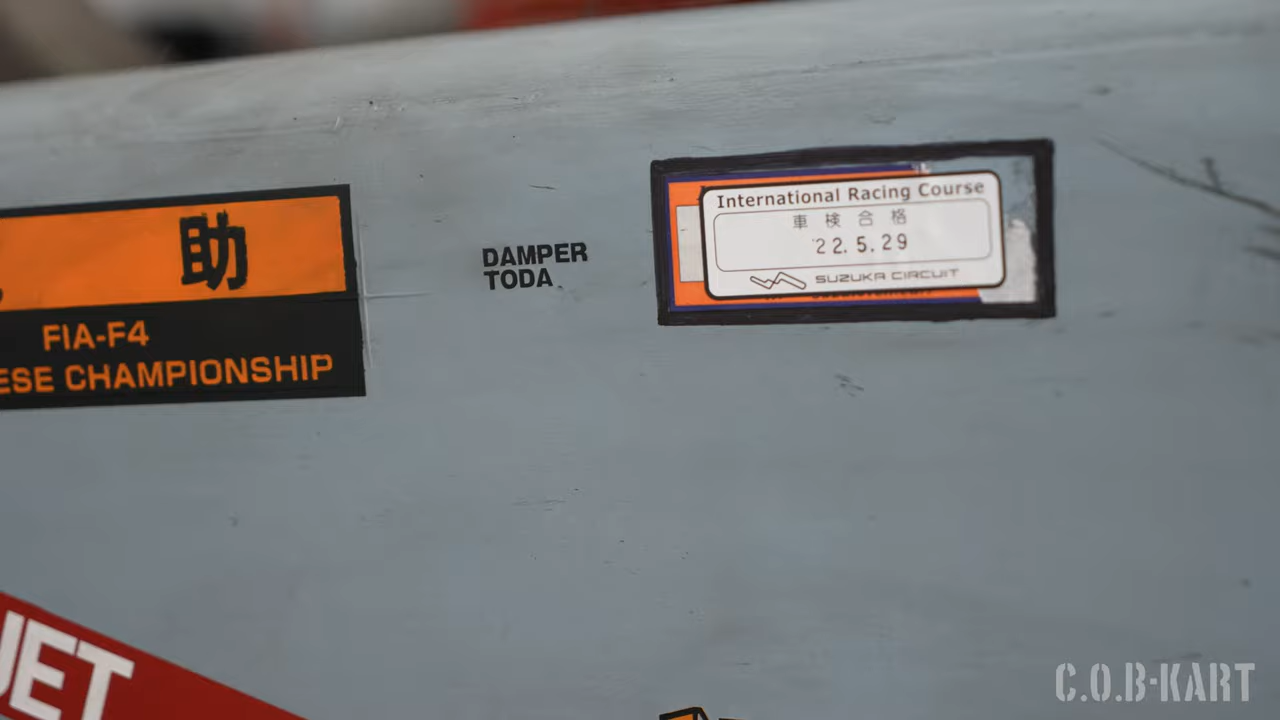 助
FIA-F4
ESE CHAMPIONSHIP
DAMPER
TODA
International Racing Course
車検合格
'22.5.29
SUZUKA CIRCUIT
JET
C.O.B-KART